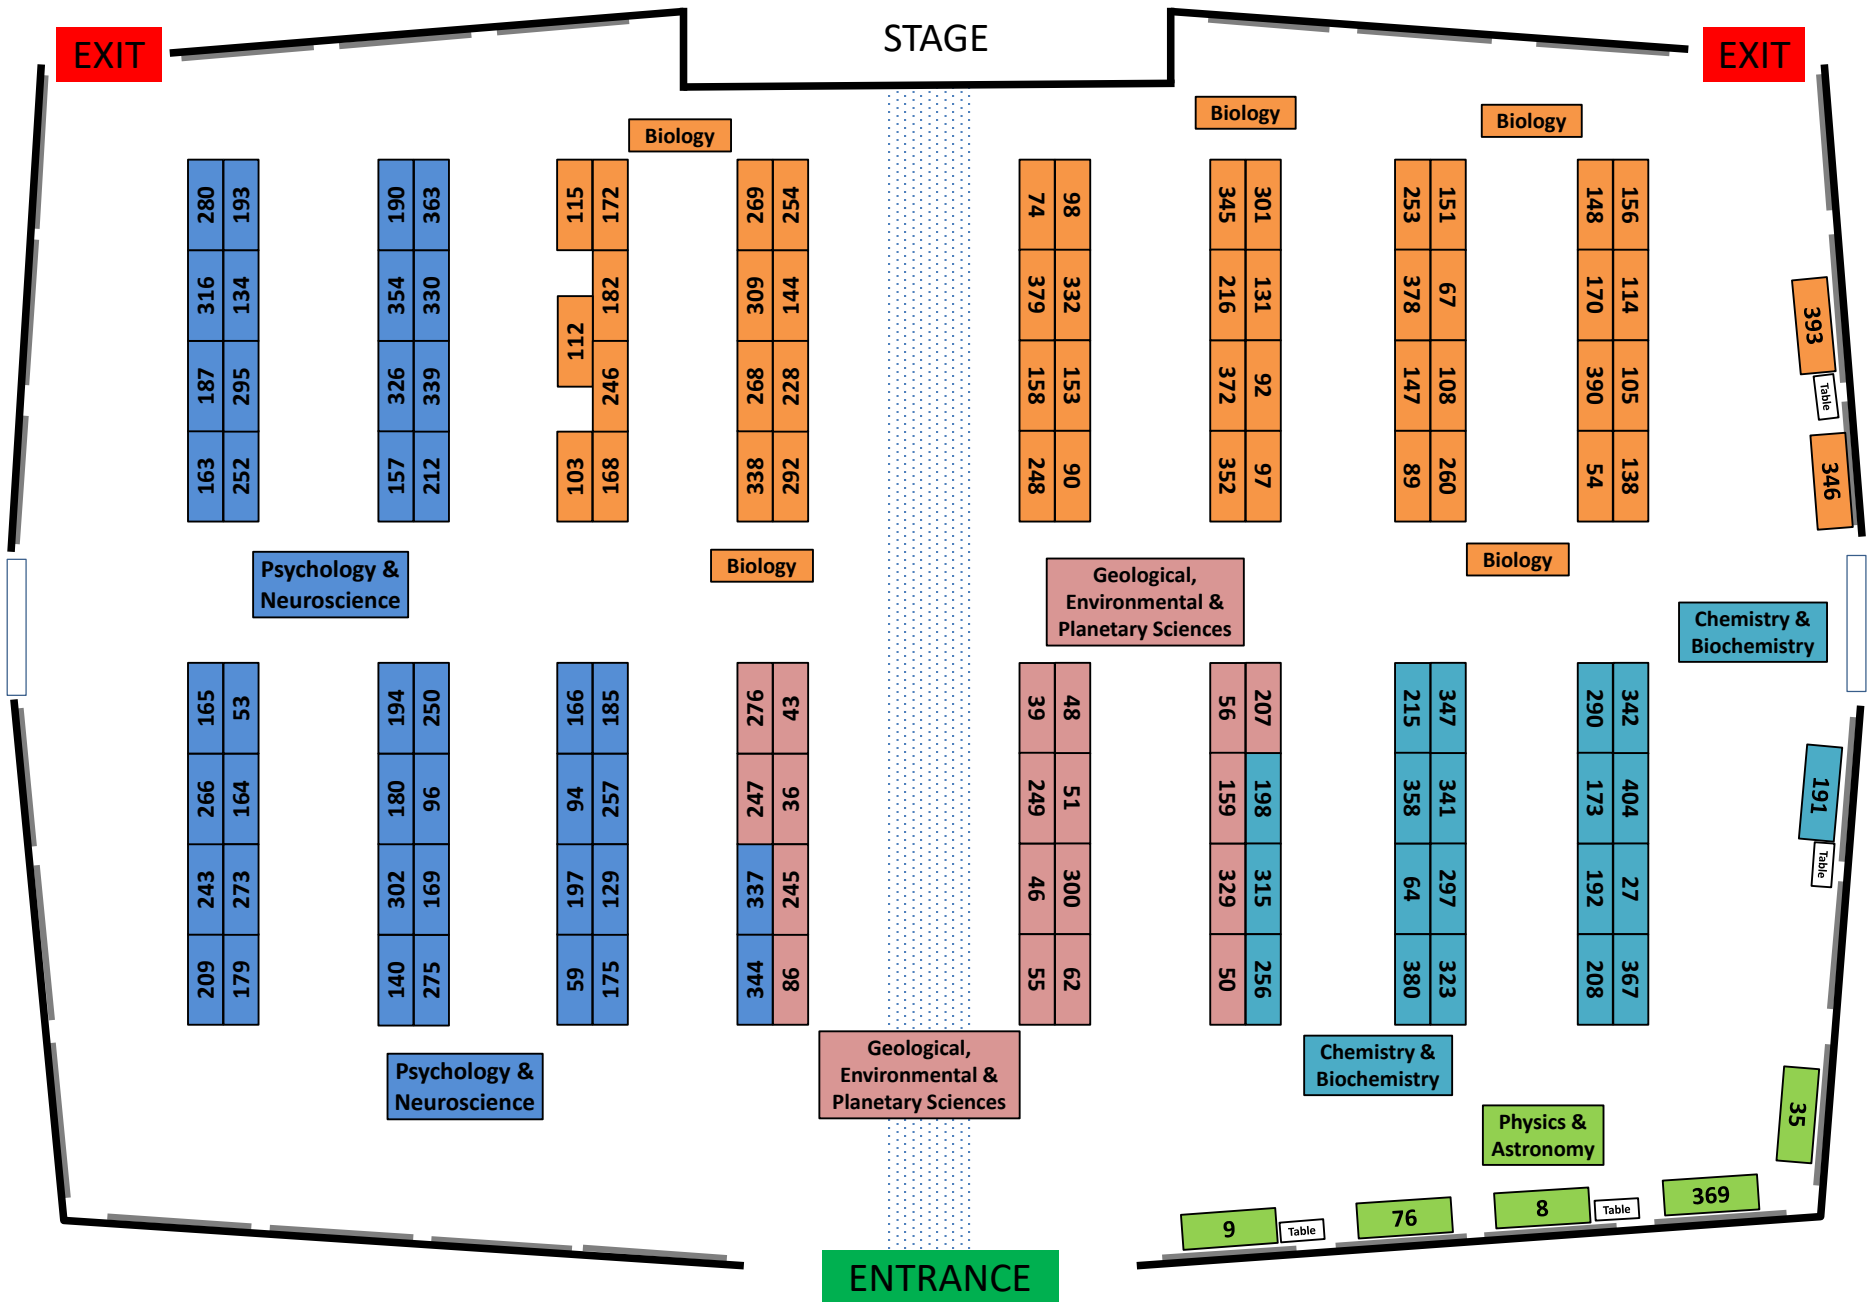 STAGE
EXIT
EXIT
Biology
Biology
Biology
280 193 190 363 115 172 269 254 74 98 345 301 253 151 148 156
316 134 354 330 112 182 309 144 379 332 216 131 378 67 170 114 393
Table
187 295 326 339 246 268 228 158 153 372 92 147 108 390 105
163 252 157 212 103 168 338 292 248 90 352 97 89 260 54 138 346
Psychology &
Neuroscience
Biology
Geological,
Environmental &
Planetary Sciences
Biology
Chemistry &
Biochemistry
165 53 194 250 166 185 276 43 39 48 56 207 215 347 290 342
266 164 180 96 94 257 247 36 249 51 159 198 358 341 173 404 191
Table
243 273 302 169 197 129 337 245 46 300 329 315 64 297 192 27
209 179 140 275 59 175 344 86 55 62 50 256 380 323 208 367
Psychology &
Neuroscience
Geological,
Environmental &
Planetary Sciences
Chemistry &
Biochemistry
Physics &
Astronomy
35
9 Table 76 8 Table 369
ENTRANCE